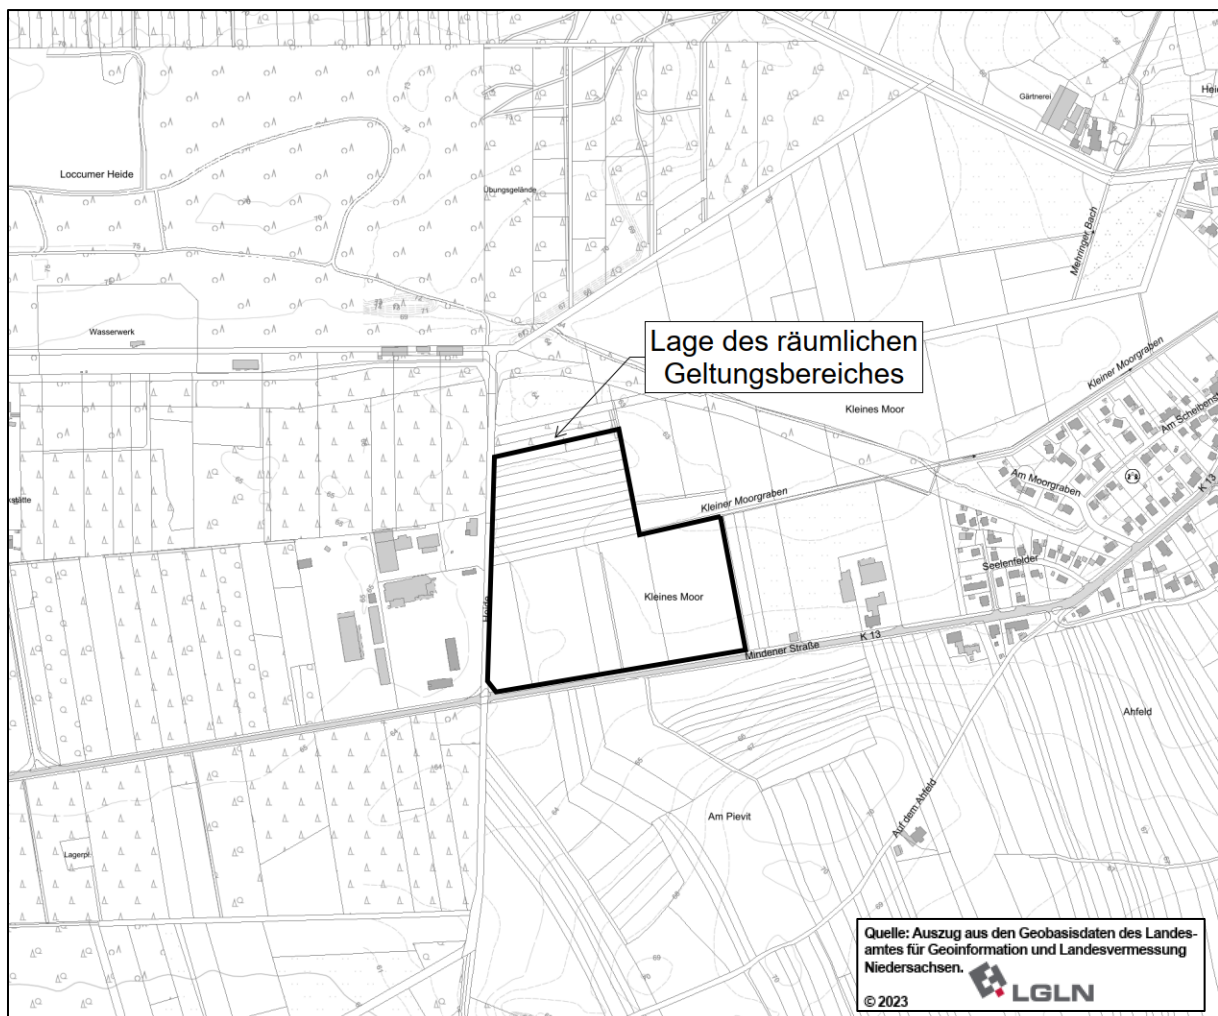 Gärtnerei
Hei
Loccumer Heide
Übungsgelände
Mehringer Bach
Wasserwerk
Lage des räumlichen
Geltungsbereiches
Kleiner Moorgraben
Kleines Moor
Am Scheibenst
Am Moorgraben
K 13
Kleiner Moorgraben
Seelenfelder
Heide
Kleines Moor
K 13
Mindener Straße
Ahfeld
Am Pievit
Auf dem Ahfeld
Lagerpl.
Quelle: Auszug aus den Geobasisdaten des Landes-
amtes für Geoinformation und Landesvermessung
Niedersachsen.
© 2023
LGLN